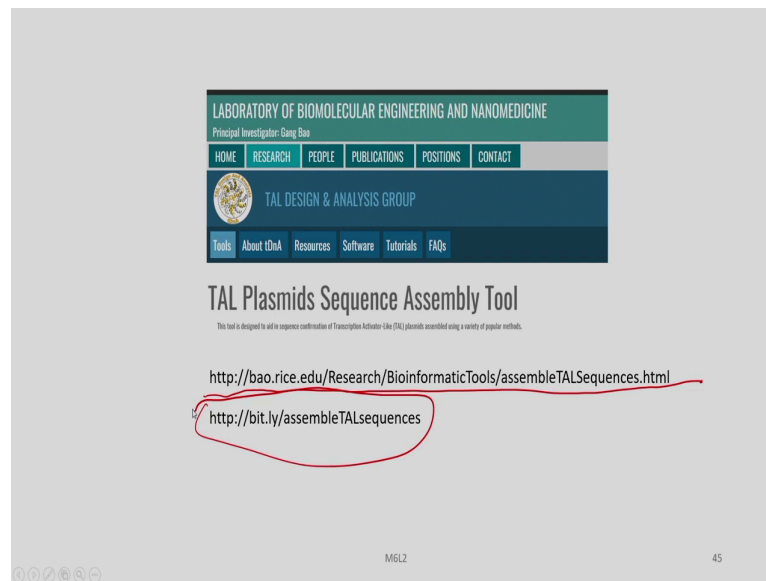 LABORATORY OF BIOMOLECULAR ENGINEERING AND NANOMEDICINE
Principal Investigator: Gang Bao
HOME RESEARCH PEOPLE PUBLICATIONS POSITIONS CONTACT
TAL DESIGN & ANALYSIS GROUP
Tools About tDnA Resources Software Tutorials FAQs
TAL Plasmids Sequence Assembly Tool
This tool is designed to aid in sequence confirmation of Transcription Activator-Like (TAL) plasmids assembled using a variety of popular methods.
http://bao.rice.edu/Research/BioinformaticTools/assembleTALSequences.html
http://bit.ly/assembleTALsequences
M6L2 45